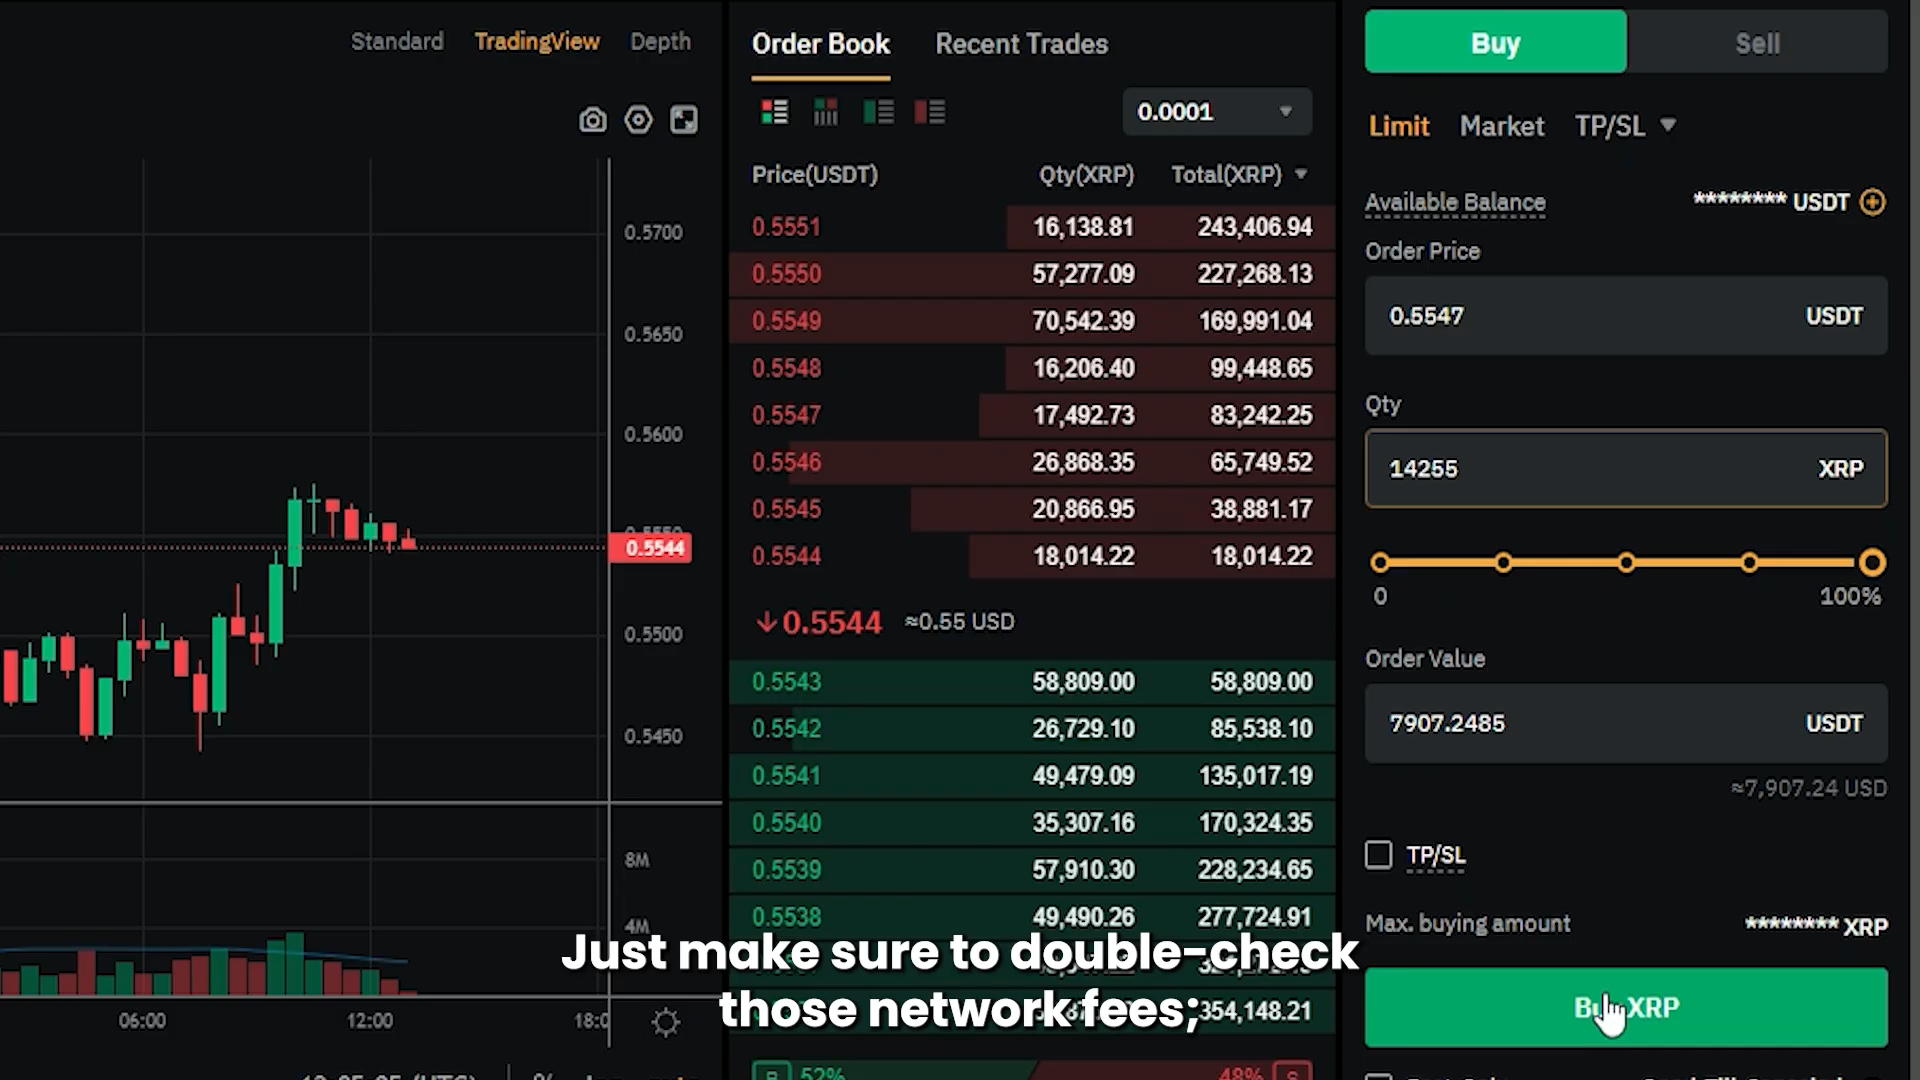 Standard TradingView Depth
0.5700
0.5650
0.5600
0.5544
0.5500
0.5450
8M
4M
06:00 12:00 18:0
Order Book Recent Trades
0.0001
Price(USDT) Qty(XRP) Total(XRP)
0.5551 16,138.81 243,406.94
0.5550 57,277.09 227,268.13
0.5549 70,542.39 169,991.04
0.5548 16,206.40 99,448.65
0.5547 17,492.73 83,242.25
0.5546 26,868.35 65,749.52
0.5545 20,866.95 38,881.17
0.5544 18,014.22 18,014.22
↓0.5544 ≈0.55 USD
0.5543 58,809.00 58,809.00
0.5542 26,729.10 85,538.10
0.5541 49,479.09 135,017.19
0.5540 35,307.16 170,324.35
0.5539 57,910.30 228,234.65
0.5538 49,490.26 277,724.91
354,148.21
B 52% 48% S
Buy Sell
Limit Market TP/SL
Available Balance ******** USDT
Order Price
0.5547 USDT
Qty
14255 XRP
0 100%
Order Value
7907.2485 USDT
≈7,907.24 USD
TP/SL
Max. buying amount ******** XRP
Buy XRP
Just make sure to double-check
those network fees;